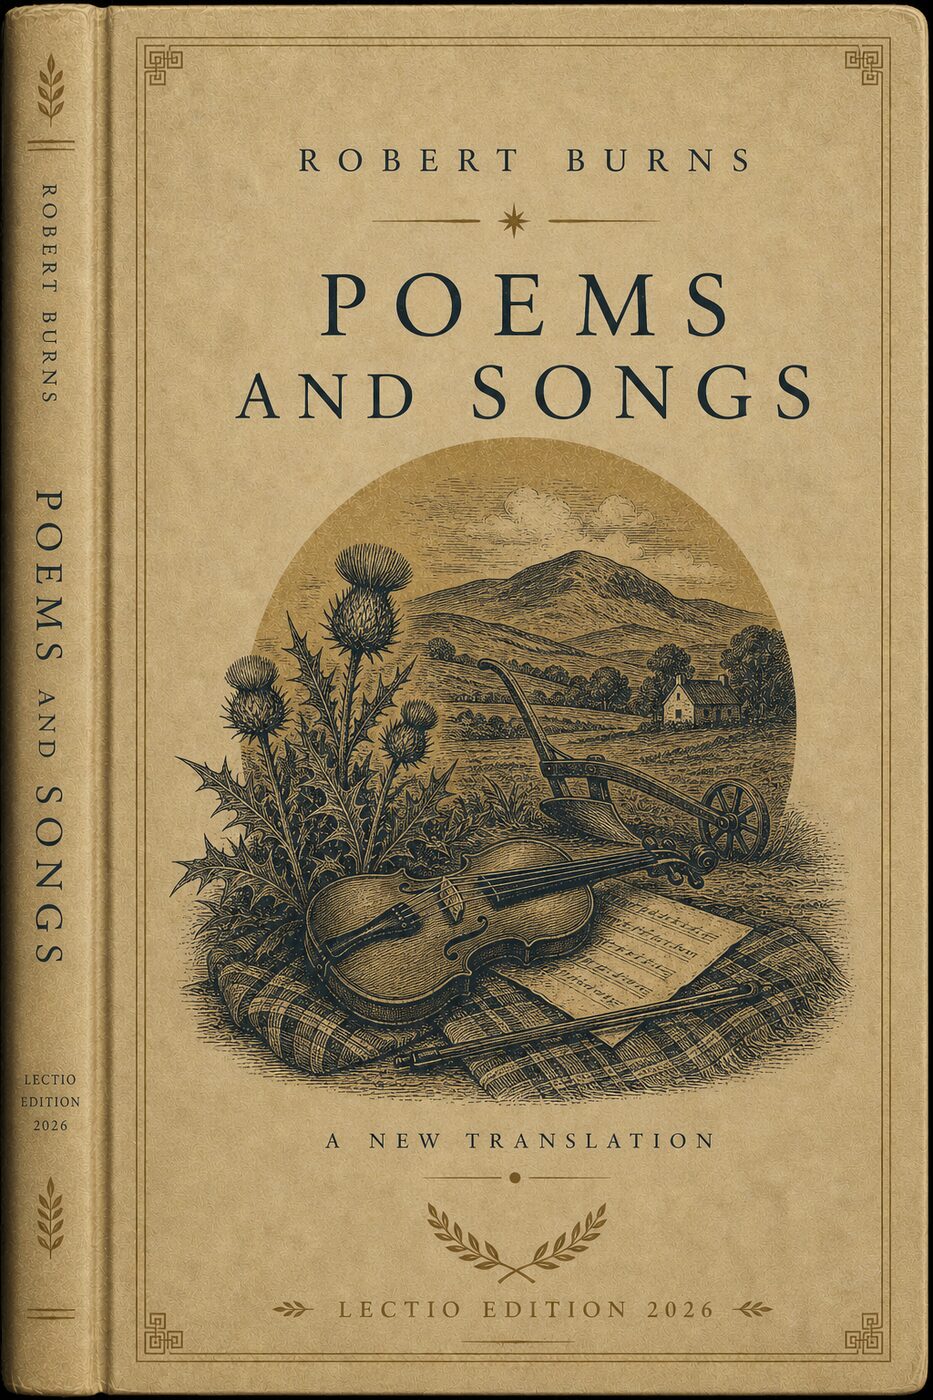 ROBERT BURNS
POEMS
AND SONGS
A NEW TRANSLATION
LECTIO EDITION 2026
ROBERT BURNS
POEMS AND SONGS
LECTIO
EDITION
2026